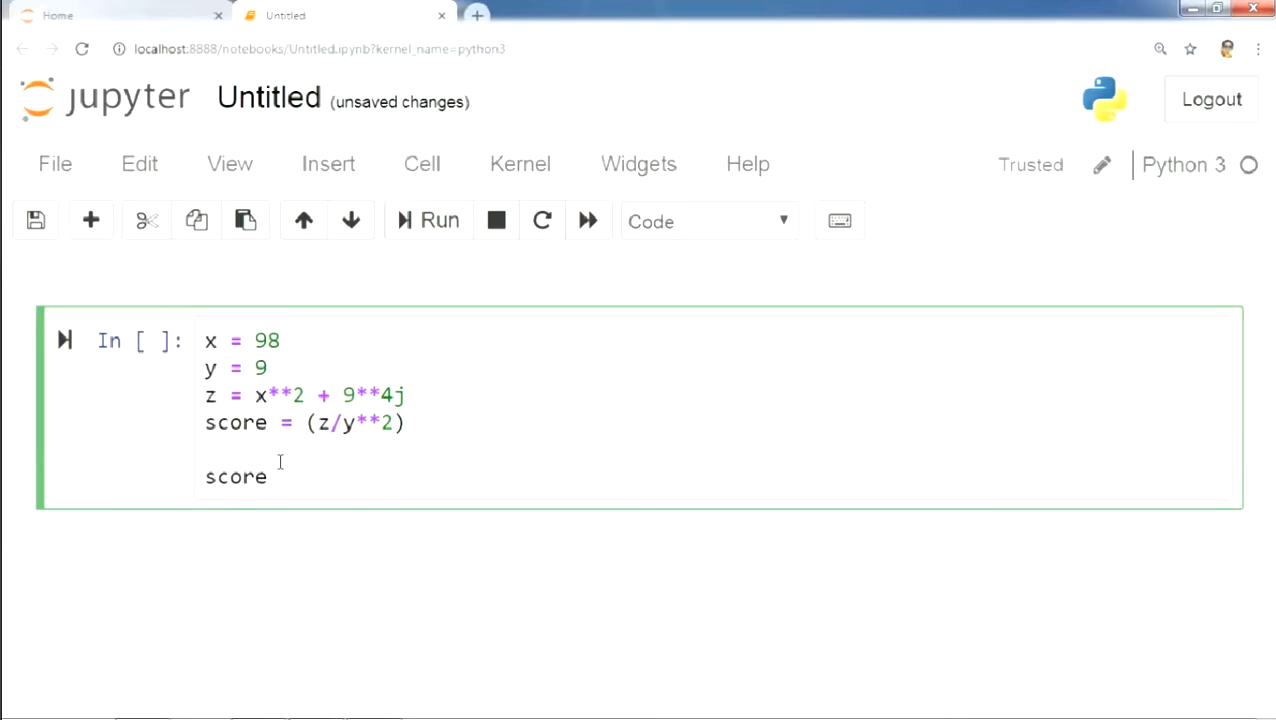 Home
Untitled
localhost:8888/notebooks/Untitled.ipynb?kernel_name=python3
jupyter Untitled (unsaved changes)
Logout
File Edit View Insert Cell Kernel Widgets Help Trusted Python 3
Run Code
In [ ]: x = 98
y = 9
z = x**2 + 9**4j
score = (z/y**2)
score